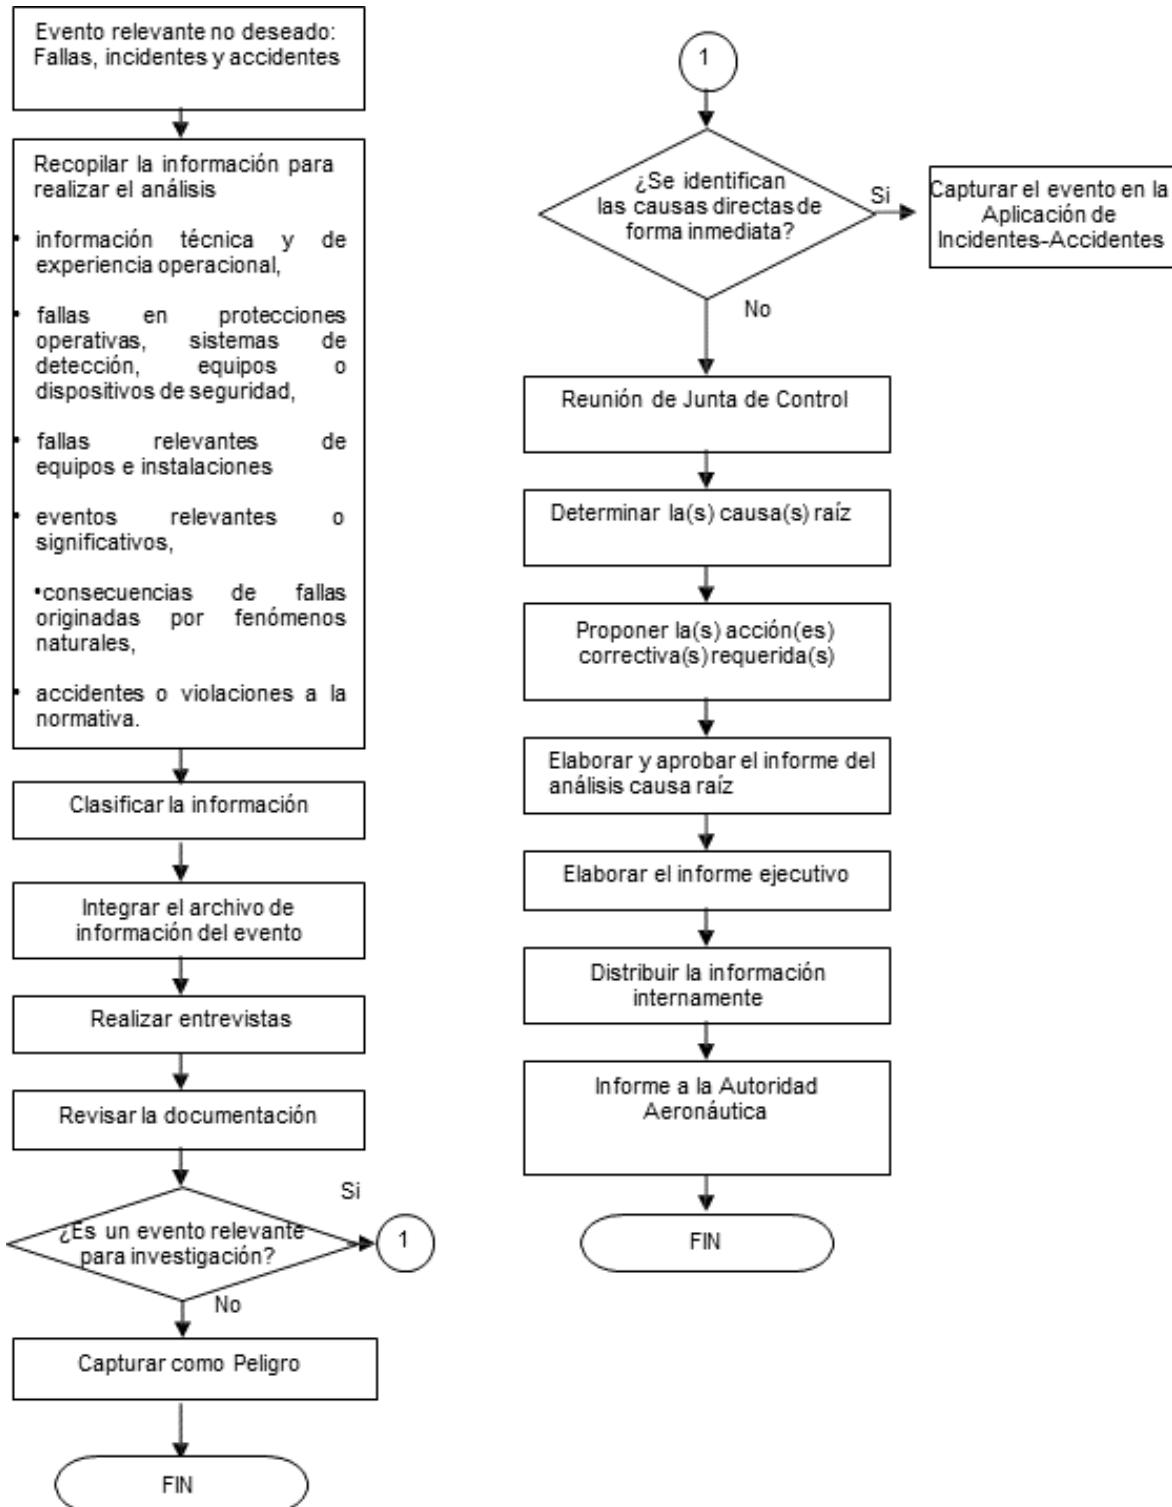 Evento relevante no deseado:
Fallas, incidentes y accidentes
Recopilar la información para
realizar el análisis
• información técnica y de
experiencia operacional,
• fallas en protecciones
operativas, sistemas de
detección, equipos o
dispositivos de seguridad,
• fallas relevantes de
equipos e instalaciones
• eventos relevantes o
significativos,
•consecuencias de fallas
originadas por fenómenos
naturales,
• accidentes o violaciones a la
normativa.
Clasificar la información
Integrar el archivo de
información del evento
Realizar entrevistas
Revisar la documentación
Si
¿Es un evento relevante
para investigación?
1
No
Capturar como Peligro
FIN
1
¿Se identifican
las causas directas de
forma inmediata?
Si
Capturar el evento en la
Aplicación de
Incidentes-Accidentes
No
Reunión de Junta de Control
Determinar la(s) causa(s) raíz
Proponer la(s) acción(es)
correctiva(s) requerida(s)
Elaborar y aprobar el informe del
análisis causa raíz
Elaborar el informe ejecutivo
Distribuir la información
internamente
Informe a la Autoridad
Aeronáutica
FIN